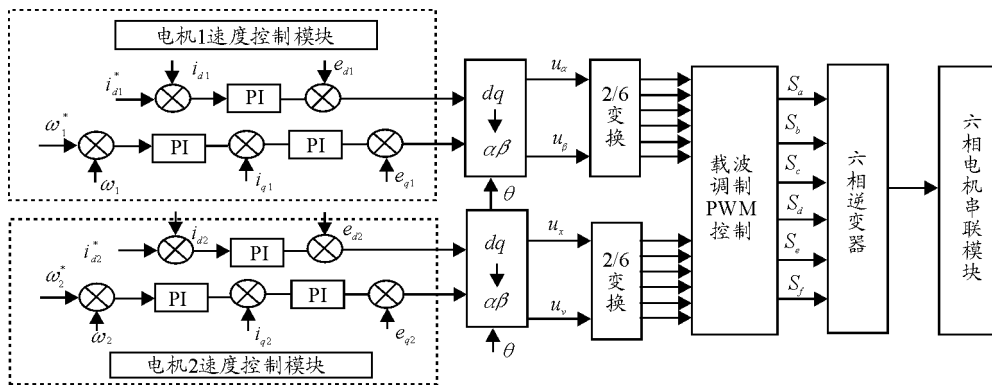 电机1速度控制模块
i*d1
id1
PI
ed1
ω*1
ω1
PI
iq1
PI
eq1
dq
αβ
θ
uα
uβ
2/6
变
换
i*d2
id2
PI
ed2
ω*2
ω2
PI
iq2
PI
eq2
电机2速度控制模块
dq
αβ
θ
ux
uv
2/6
变
换
载波
调制
PWM
控制
Sa
Sb
Sc
Sd
Se
Sf
六相逆变器
六相电机串联模块